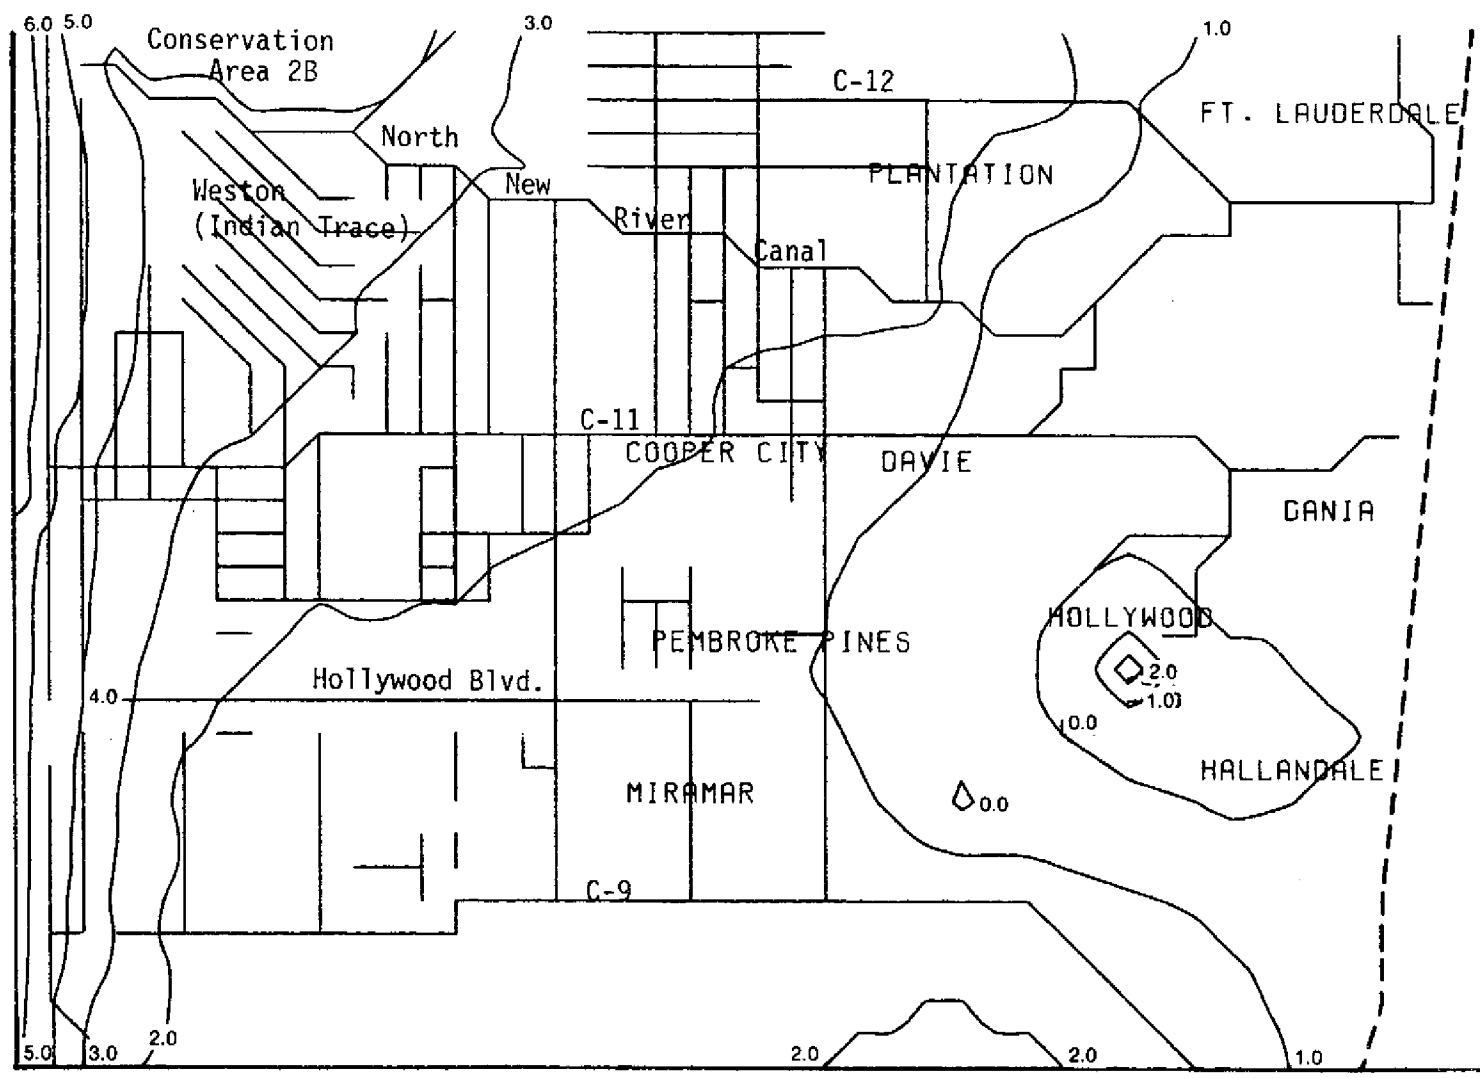 6.0 5.0
3.0
1.0
Conservation
Area 2B
C-12
FT. LAUDERDALE
North
PLANTATION
New
Weston
(Indian Trace)
River
Canal
C-11
COOPER CITY
DAVIE
DANIA
HOLLYWOOD
PEMBROKE PINES
2.0
Hollywood Blvd.
4.0
1.0)
0.0
HALLANDALE
MIRAMAR
0.0
C-9
5.0
3.0
2.0
2.0
2.0
1.0